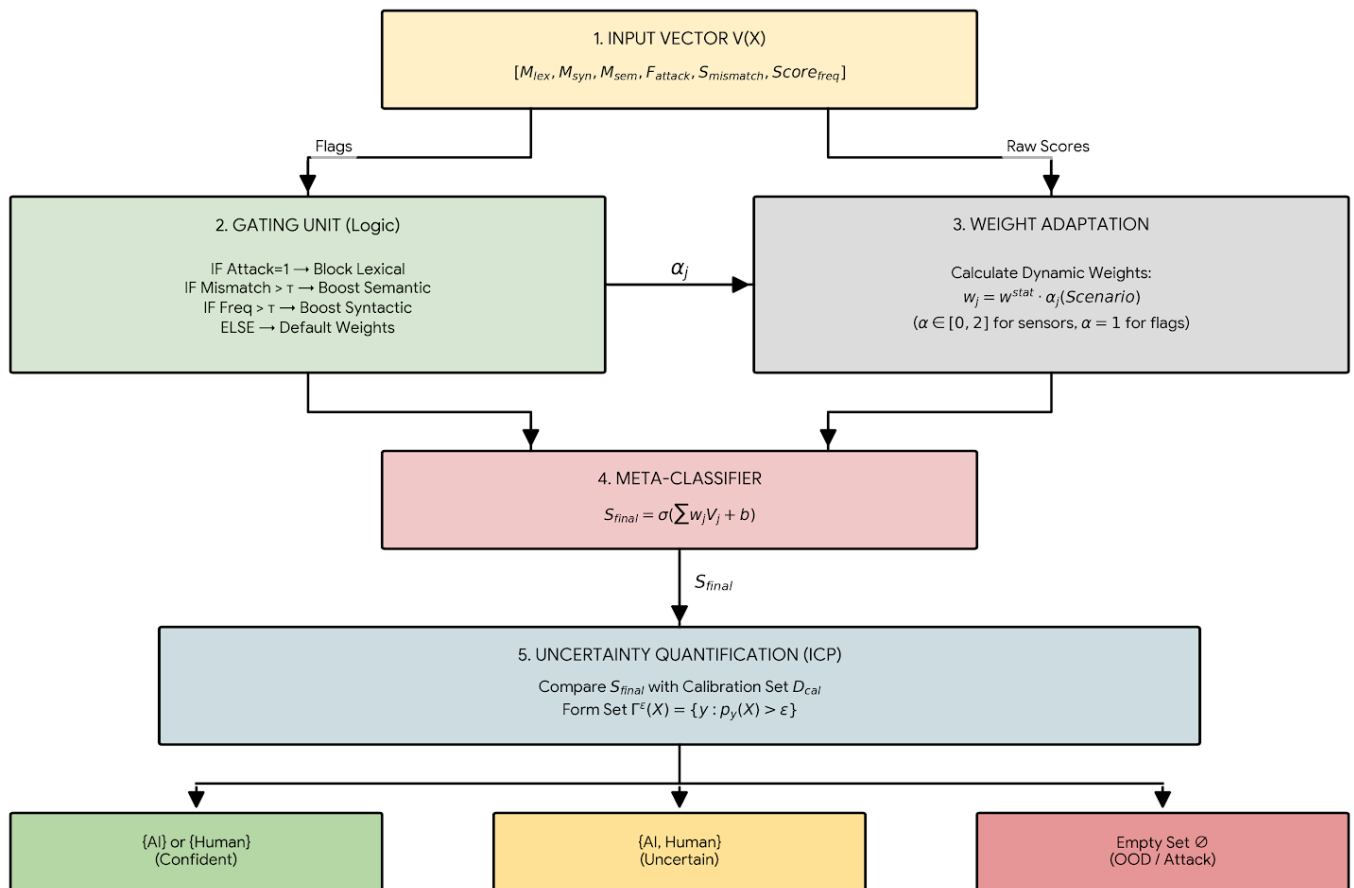 1. INPUT VECTOR V(X)
[M_lex, M_syn, M_sem, F_attack, S_mismatch, Score_freq]
Flags
Raw Scores
2. GATING UNIT (Logic)
IF Attack=1 → Block Lexical
IF Mismatch > τ → Boost Semantic
IF Freq > τ → Boost Syntactic
ELSE → Default Weights
α_j
3. WEIGHT ADAPTATION
Calculate Dynamic Weights:
w_j = w^stat · α_j(Scenario)
(α ∈ [0, 2] for sensors, α = 1 for flags)
4. META-CLASSIFIER
S_final = σ(∑ w_j V_j + b)
S_final
5. UNCERTAINTY QUANTIFICATION (ICP)
Compare S_final with Calibration Set D_cal
Form Set Γ^ε(X) = {y : p_y(X) > ε}
{AI} or {Human}
(Confident)
{AI, Human}
(Uncertain)
Empty Set ∅
(OOD / Attack)